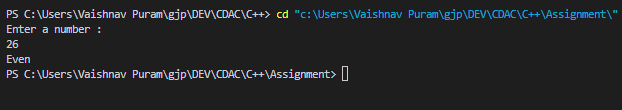 PS C:\Users\Vaishnav Puram\gjp\DEV\CDAC\C++> cd "c:\Users\Vaishnav Puram\gjp\DEV\CDAC\C++\Assignment\"
Enter a number :
26
Even
PS C:\Users\Vaishnav Puram\gjp\DEV\CDAC\C++\Assignment>